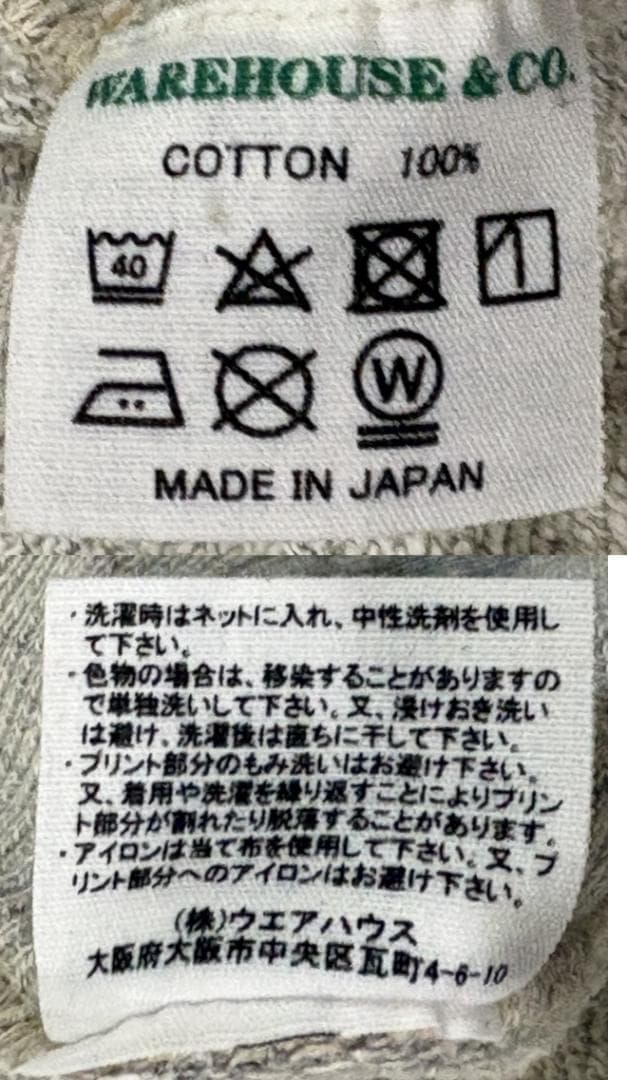 WAREHOUSE & CO.
COTTON 100%
40
W
MADE IN JAPAN
・洗濯時はネットに入れ、中性洗剤を使用し
て下さい。
・色物の場合は、移染することがありますの
で単独洗いして下さい。又、浸けおき洗い
は避け、洗濯後は直ちに干して下さい。
・プリント部分のもみ洗いはお避け下さい。
又、着用や洗濯を繰り返すことによりプリン
ト部分が割れたり脱落することがあります。
・アイロンは当て布を使用して下さい。又、プ
リント部分へのアイロンはお避け下さい。
(株)ウエアハウス
大阪府大阪市中央区瓦町4-6-10